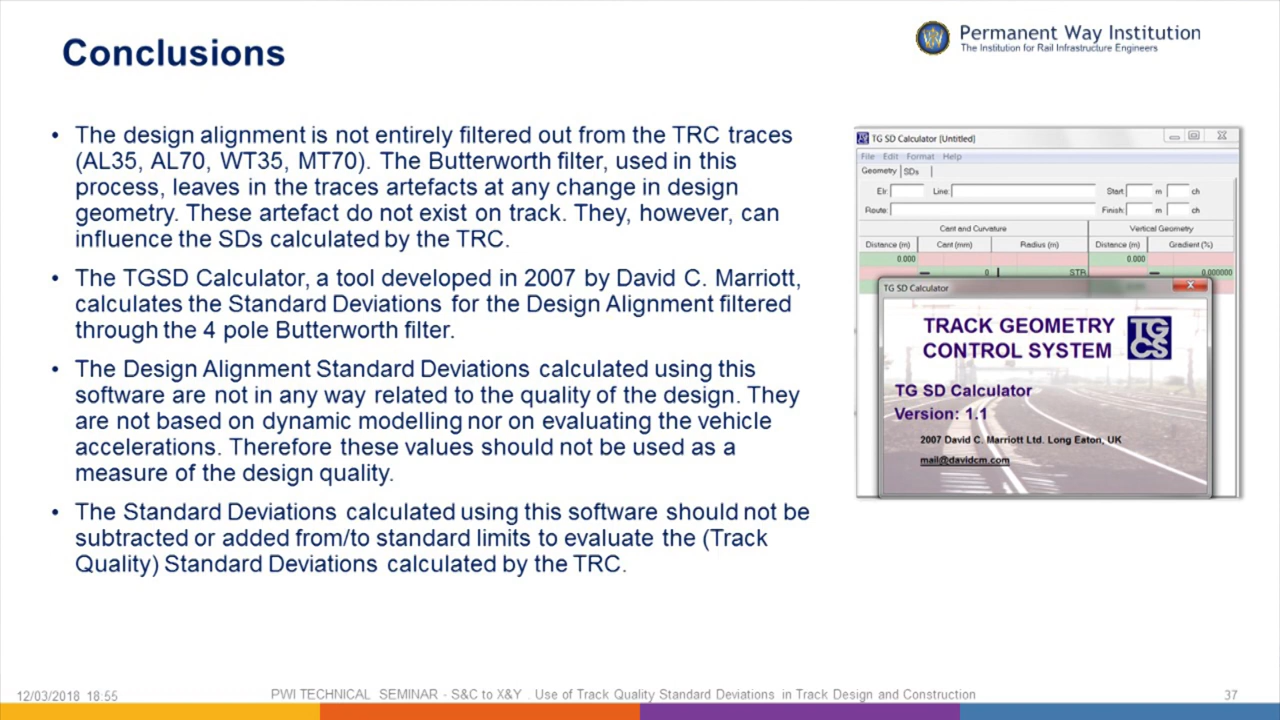 Conclusions
Permanent Way Institution
The Institution for Rail Infrastructure Engineers
• The design alignment is not entirely filtered out from the TRC traces
(AL35, AL70, WT35, MT70). The Butterworth filter, used in this
process, leaves in the traces artefacts at any change in design
geometry. These artefact do not exist on track. They, however, can
influence the SDs calculated by the TRC.
• The TGSD Calculator, a tool developed in 2007 by David C. Marriott,
calculates the Standard Deviations for the Design Alignment filtered
through the 4 pole Butterworth filter.
• The Design Alignment Standard Deviations calculated using this
software are not in any way related to the quality of the design. They
are not based on dynamic modelling nor on evaluating the vehicle
accelerations. Therefore these values should not be used as a
measure of the design quality.
• The Standard Deviations calculated using this software should not be
subtracted or added from/to standard limits to evaluate the (Track
Quality) Standard Deviations calculated by the TRC.
TG SD Calculator [Untitled]
File Edit Format Help
Geometry SDs
Elr: Line: Start: m ch
Route: Finish: m ch
Cant and Curvature Vertical Geometry
Distance (m) Cant (mm) Radius (m) Distance (m) Gradient (%)
0.000 0.000
0 STR 0.000000
TG SD Calculator
TRACK GEOMETRY
CONTROL SYSTEM
TG
CS
TG SD Calculator
Version: 1.1
2007 David C. Marriott Ltd. Long Eaton, UK
mail@davidcm.com
12/03/2018 18:55
PWI TECHNICAL SEMINAR - S&C to X&Y . Use of Track Quality Standard Deviations in Track Design and Construction
37